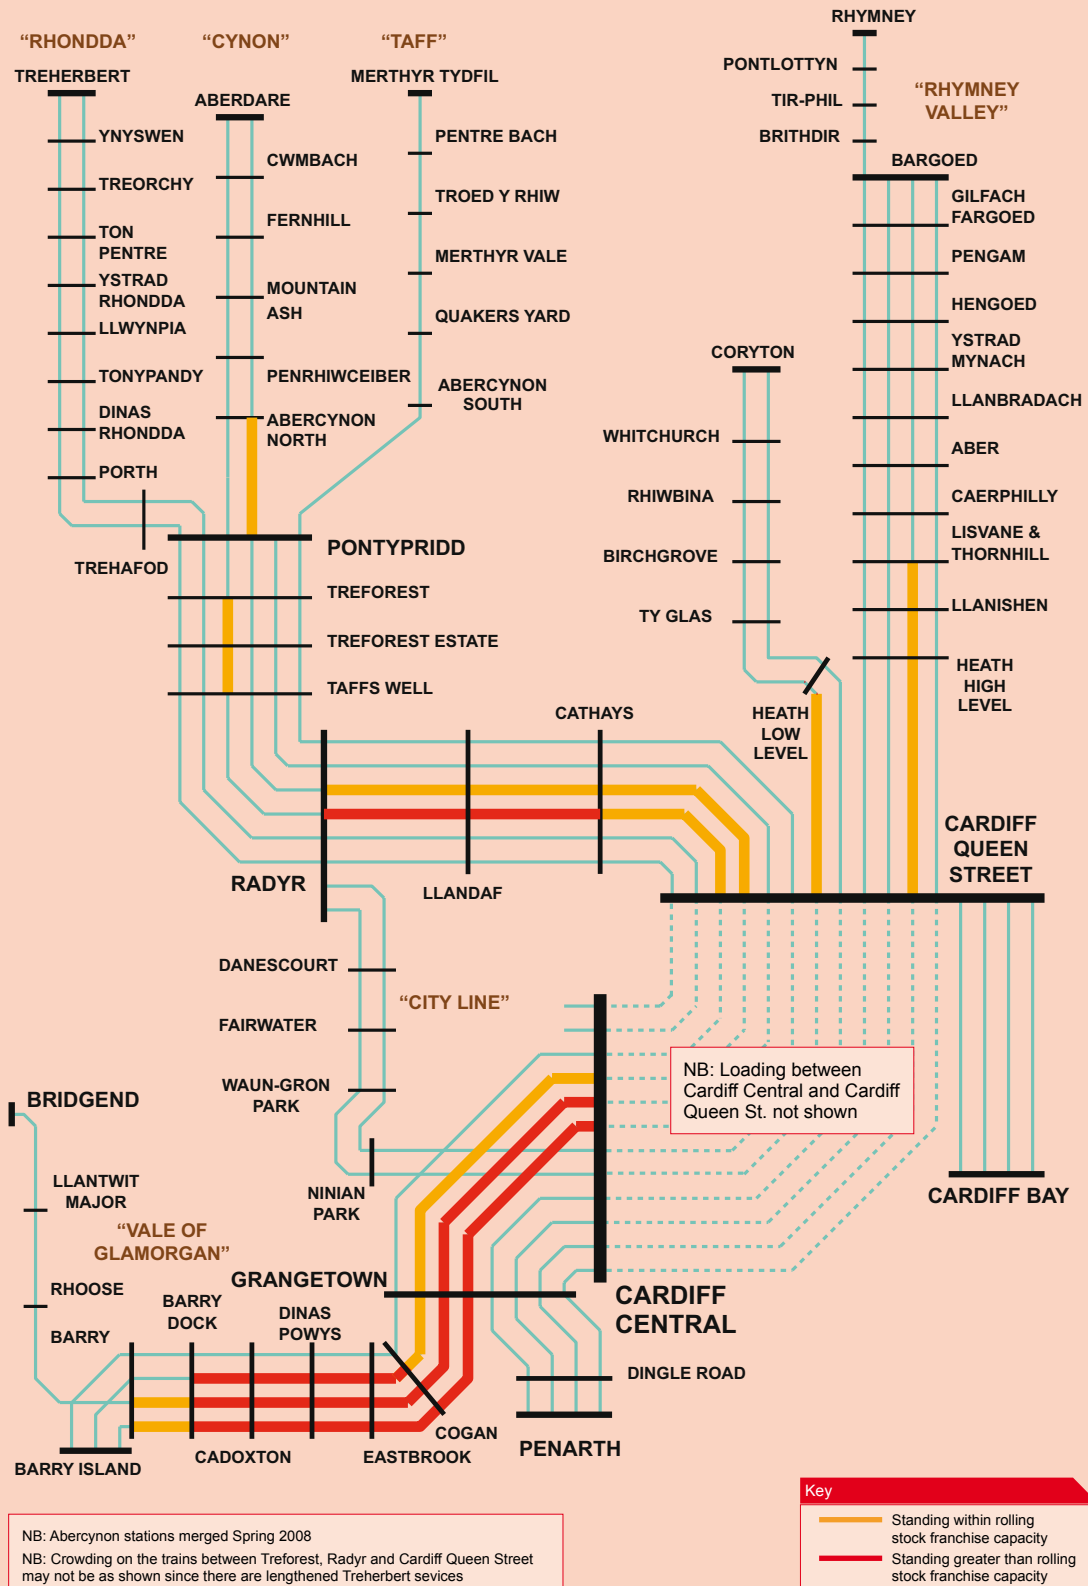 RHYMNEY
“RHONDDA”
“CYNON”
“TAFF”
PONTLOTTYN
TREHERBERT
MERTHYR TYDFIL
“RHYMNEY
VALLEY”
ABERDARE
TIR-PHIL
YNYSWEN
PENTRE BACH
BRITHDIR
CWMBACH
BARGOED
TREORCHY
TROED Y RHIW
GILFACH
FARGOED
FERNHILL
TON
PENTRE
MERTHYR VALE
PENGAM
YSTRAD
RHONDDA
MOUNTAIN
ASH
HENGOED
LLWYNPIA
QUAKERS YARD
YSTRAD
MYNACH
CORYTON
TONYPANDY
PENRHIWCEIBER
ABERCYNON
SOUTH
LLANBRADACH
DINAS
RHONDDA
ABERCYNON
NORTH
WHITCHURCH
ABER
PORTH
RHIWBINA
CAERPHILLY
LISVANE &
THORNHILL
PONTYPRIDD
BIRCHGROVE
TREHAFOD
TREFOREST
LLANISHEN
TY GLAS
TREFOREST ESTATE
HEATH
HIGH
LEVEL
TAFFS WELL
CATHAYS
HEATH
LOW
LEVEL
CARDIFF
QUEEN
STREET
RADYR
LLANDAF
DANESCOURT
“CITY LINE”
FAIRWATER
NB: Loading between
Cardiff Central and Cardiff
Queen St. not shown
WAUN-GRON
PARK
BRIDGEND
LLANTWIT
MAJOR
NINIAN
PARK
CARDIFF BAY
“VALE OF
GLAMORGAN”
GRANGETOWN
RHOOSE
BARRY
DOCK
DINAS
POWYS
CARDIFF
CENTRAL
BARRY
DINGLE ROAD
COGAN
PENARTH
CADOXTON
EASTBROOK
BARRY ISLAND
Key
Standing within rolling
stock franchise capacity
Standing greater than rolling
stock franchise capacity
NB: Abercynon stations merged Spring 2008
NB: Crowding on the trains between Treforest, Radyr and Cardiff Queen Street
may not be as shown since there are lengthened Treherbert sevices